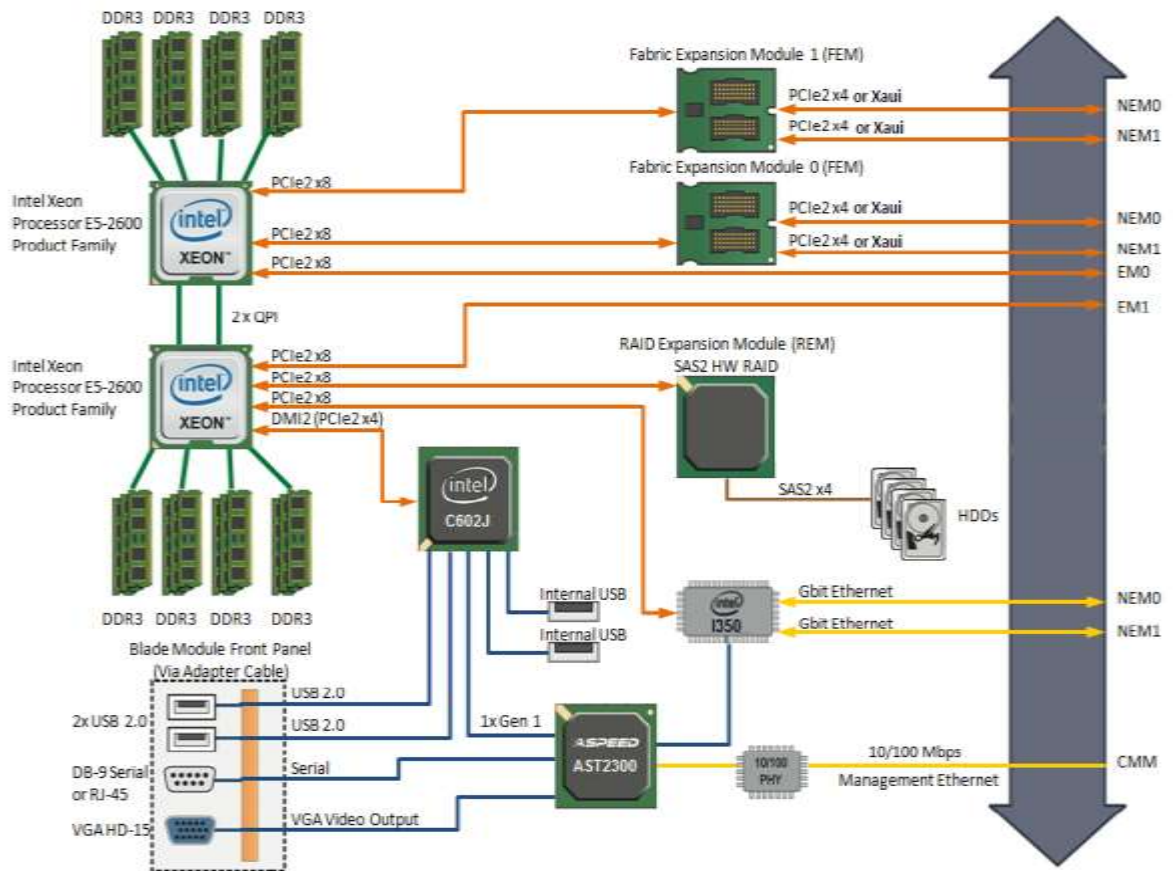 DDR3 DDR3 DDR3 DDR3
Fabric Expansion Module 1 (FEM)
PCIe2 x4 or Xaui
NEM0
PCIe2 x4 or Xaui
NEM1
Fabric Expansion Module 0 (FEM)
PCIe2 x8
Intel Xeon
Processor E5-2600
Product Family
intel
XEON™
PCIe2 x8
PCIe2 x8
PCIe2 x4 or Xaui
NEM0
PCIe2 x4 or Xaui
NEM1
EM0
EM1
2 x QPI
RAID Expansion Module (REM)
SAS2 HW RAID
Intel Xeon
Processor E5-2600
Product Family
intel
XEON™
PCIe2 x8
PCIe2 x8
PCIe2 x8
DMI2 (PCIe2 x4)
intel
C602J
SAS2 x4
HDDs
DDR3 DDR3 DDR3 DDR3
Internal USB
Internal USB
intel
I350
Gbit Ethernet
NEM0
Gbit Ethernet
NEM1
Blade Module Front Panel
(Via Adapter Cable)
2x USB 2.0
USB 2.0
USB 2.0
1x Gen 1
DB-9 Serial
or RJ-45
Serial
VGA HD-15
VGA Video Output
ASPEED
AST2300
10/100
PHY
10/100 Mbps
Management Ethernet
CMM